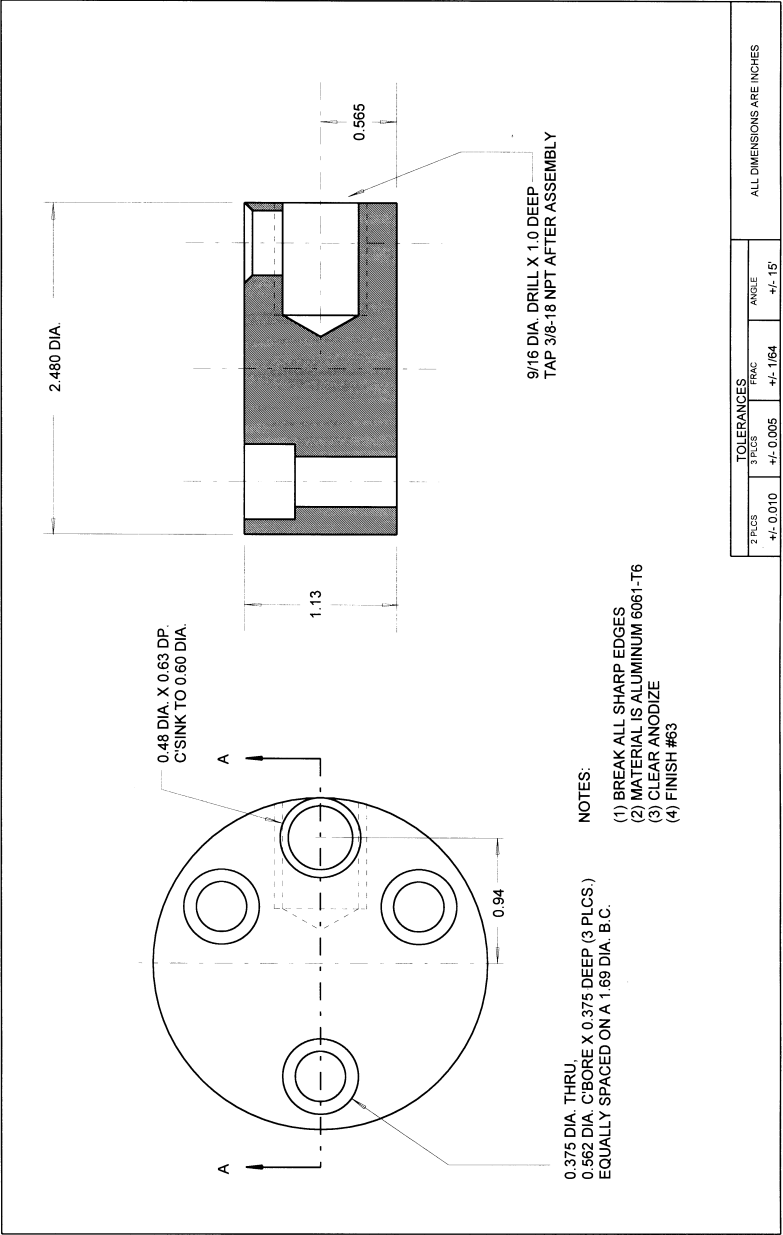 2.480 DIA.
0.565
9/16 DIA. DRILL X 1.0 DEEP
TAP 3/8-18 NPT AFTER ASSEMBLY
1.13
0.48 DIA. X 0.63 DP.
C'SINK TO 0.60 DIA.
A
A
0.94
0.375 DIA. THRU,
0.562 DIA. C'BORE X 0.375 DEEP (3 PLCS.)
EQUALLY SPACED ON A 1.69 DIA. B.C.
NOTES:
(1) BREAK ALL SHARP EDGES
(2) MATERIAL IS ALUMINUM 6061-T6
(3) CLEAR ANODIZE
(4) FINISH #63
TOLERANCES
2 PLCS 3 PLCS FRAC ANGLE
+/- 0.010 +/- 0.005 +/- 1/64 +/- 15'
ALL DIMENSIONS ARE INCHES